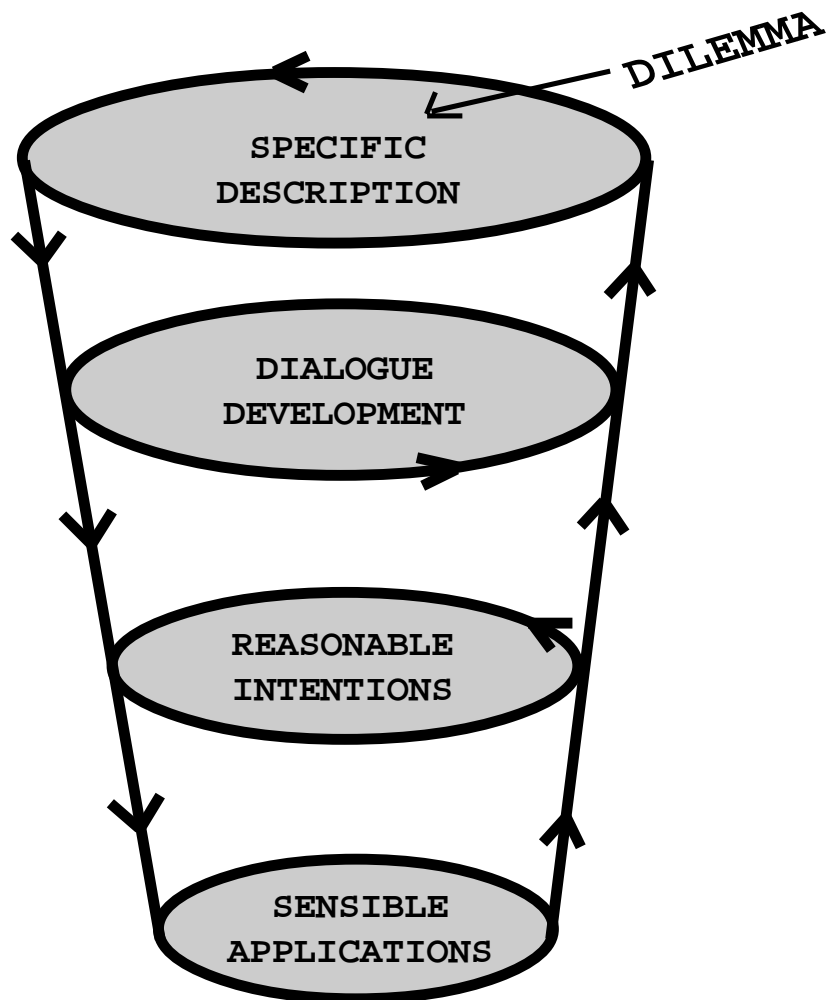 DILEMMA
SPECIFIC
DESCRIPTION
DIALOGUE
DEVELOPMENT
REASONABLE
INTENTIONS
SENSIBLE
APPLICATIONS